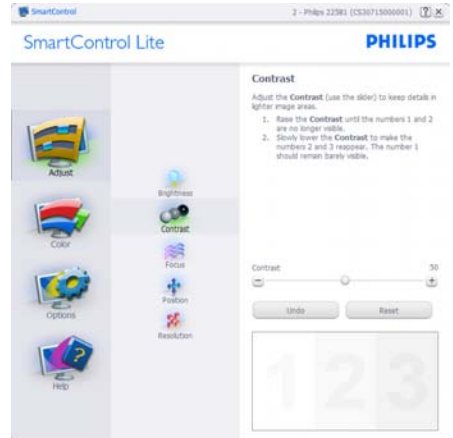 SmartControl
2 - Philips 225B1 (CS30715000001)
SmartControl Lite
PHILIPS
Adjust
Color
Options
Help
Brightness
Contrast
Focus
Position
Resolution
Contrast
Adjust the Contrast (use the slider) to keep details in
lighter image areas.
1. Raise the Contrast until the numbers 1 and 2
are no longer visible.
2. Slowly lower the Contrast to make the
numbers 2 and 3 reappear. The number 1
should remain barely visible.
Contrast
50
Undo
Reset
1 2 3